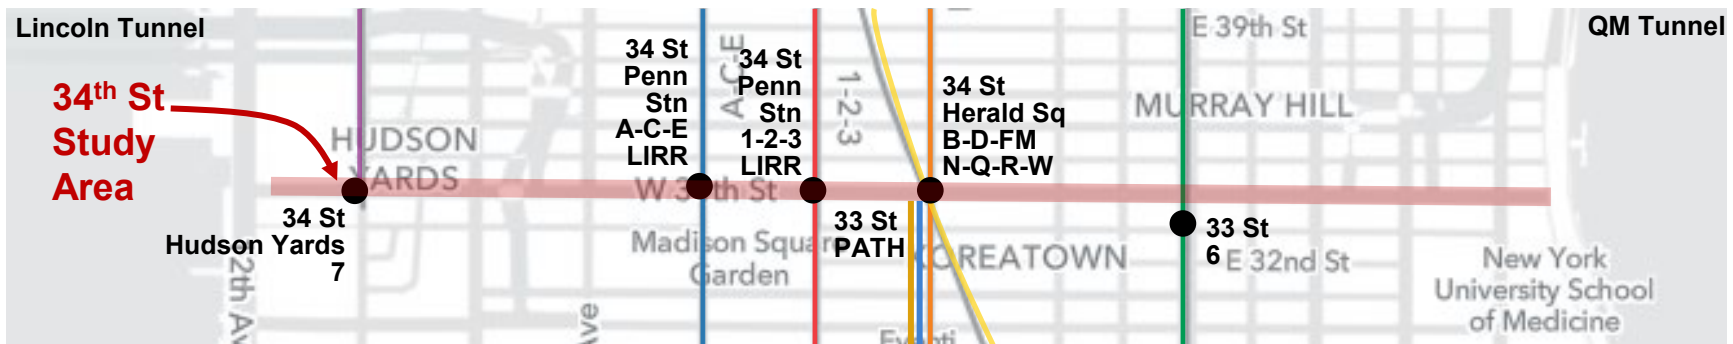 Lincoln Tunnel
QM Tunnel
34th St
Study
Area
34 St
Penn
Stn
A-C-E
LIRR
A-C-E
34 St
Penn
Stn
1-2-3
LIRR
1-2-3
34 St
Herald Sq
B-D-FM
N-Q-R-W
E 39th St
MURRAY HILL
HUDSON
YARDS
34 St
Hudson Yards
7
W 34th St
Madison Square
Garden
33 St
PATH
KOREATOWN
33 St
6
E 32nd St
New York
University School
of Medicine
12th Av
Ave